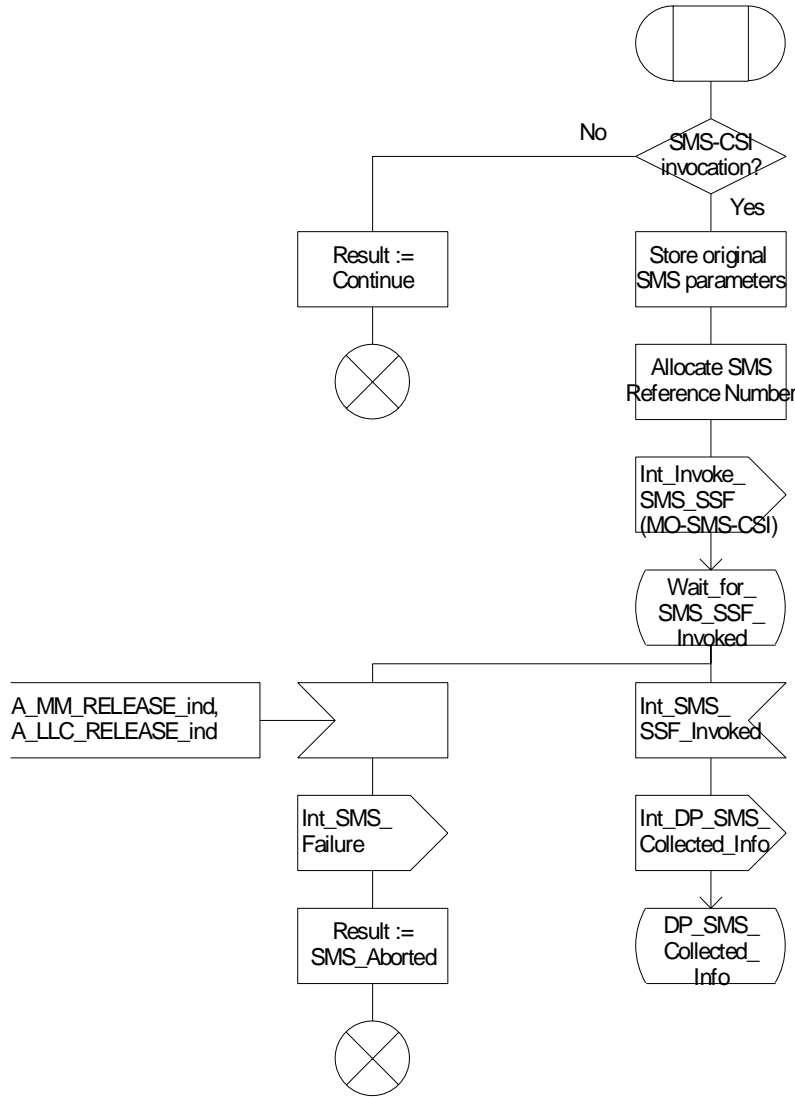 No
SMS-CSI
invocation?
Yes
Result :=
Continue
Store original
SMS parameters
Allocate SMS
Reference Number
Int_Invoke_
SMS_SSF
(MO-SMS-CSI)
Wait_for_
SMS_SSF_
Invoked
A_MM_RELEASE_ind,
A_LLC_RELEASE_ind
Int_SMS_
SSF_Invoked
Int_SMS_
Failure
Int_DP_SMS_
Collected_Info
Result :=
SMS_Aborted
DP_SMS_
Collected_
Info